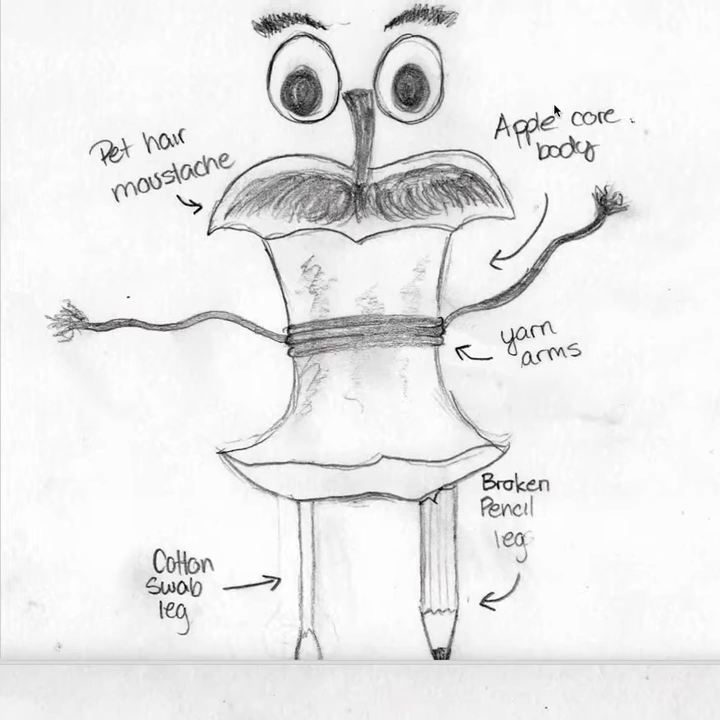 Pet hair
moustache
Apple core
body
yarn
arms
Broken
Pencil
leg
Cotton
swab
leg